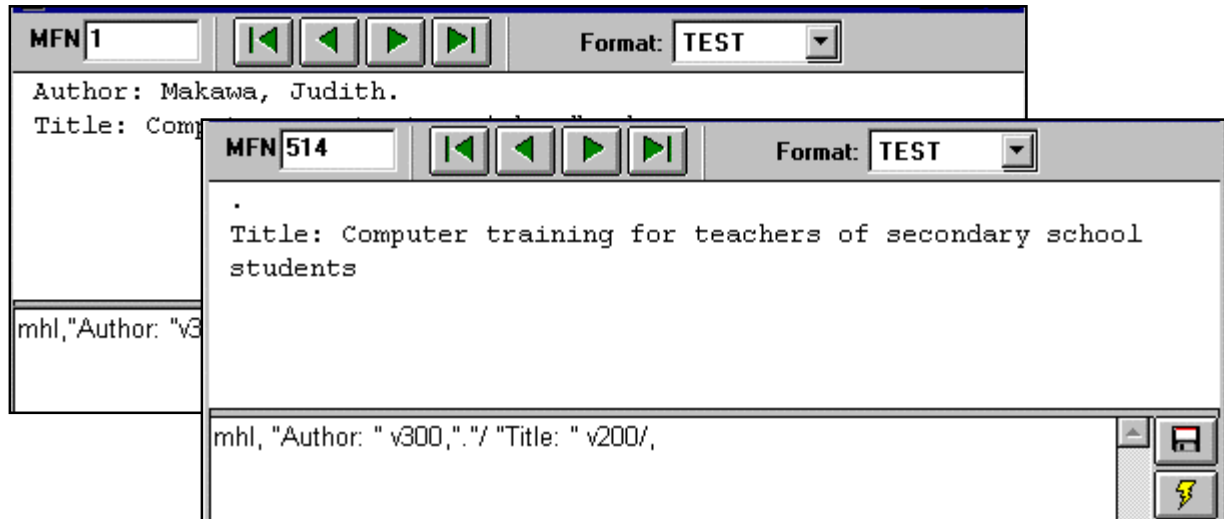 MFN 1 Format: TEST
Author: Makawa, Judith.
Title:
mhl,"Author: "v3
MFN 514 Format: TEST
.
Title: Computer training for teachers of secondary school
students
mhl, "Author: " v300,"."/ "Title: " v200/,